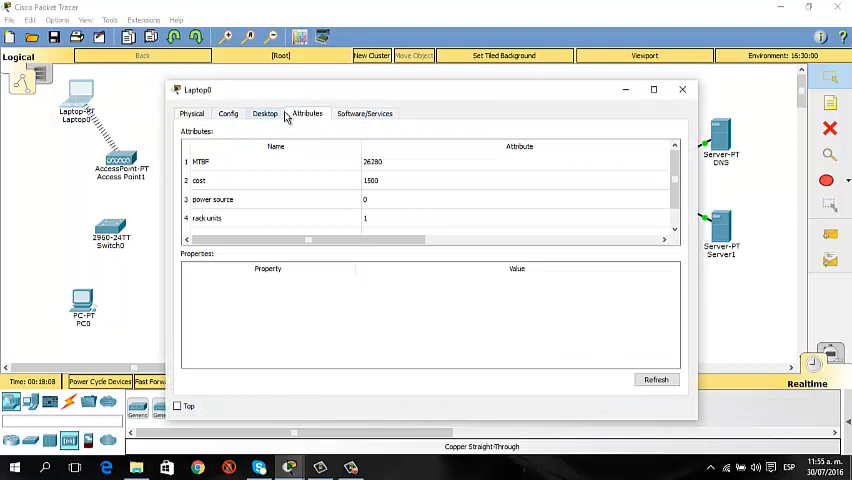 Cisco Packet Tracer
File Edit Options View Tools Extensions Help
Logical Back [Root] New Cluster Move Object Set Tiled Background Viewport Environment: 16:30:00
Laptop0
Physical Config Desktop Attributes Software/Services
Attributes:
Name Attribute
1 MTBF 26280
2 cost 1500
3 power source 0
4 rack units 1
Properties:
Property Value
Refresh
Top
Laptop-PT
Laptop0
AccessPoint-PT
Access Point1
2960-24TT
Switch0
PC-PT
PC0
Server-PT
DNS
Server-PT
Server1
Time: 00:18:08 Power Cycle Devices Fast Forw
Realtime
Generic
Copper Straight-Through
ESP
11:55 a. m.
30/07/2016